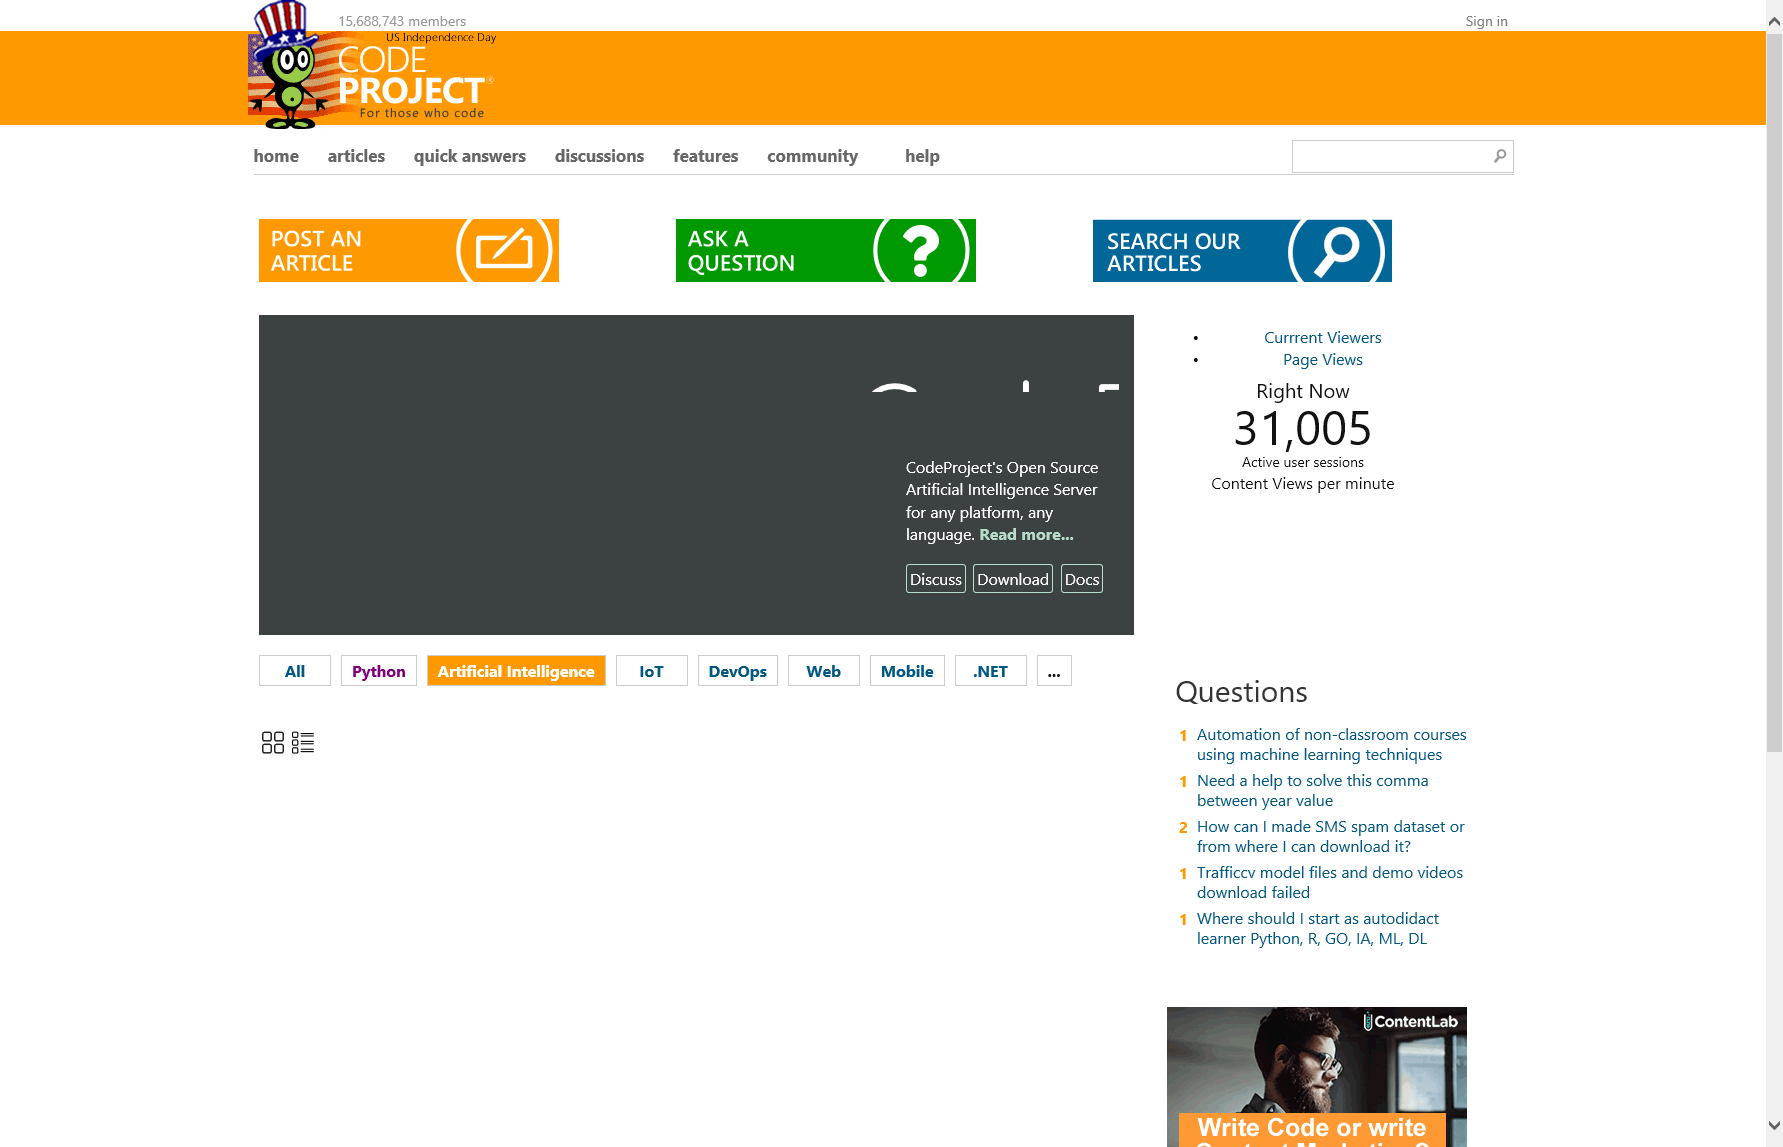 15,688,743 members
Sign in
US Independence Day
CODE
PROJECT®
For those who code
home articles quick answers discussions features community help
POST AN
ARTICLE
ASK A
QUESTION
SEARCH OUR
ARTICLES
CodeProject's Open Source
Artificial Intelligence Server
for any platform, any
language. Read more...
Discuss Download Docs
• Currrent Viewers
• Page Views
Right Now
31,005
Active user sessions
Content Views per minute
All Python Artificial Intelligence IoT DevOps Web Mobile .NET ...
Questions
1 Automation of non-classroom courses
using machine learning techniques
1 Need a help to solve this comma
between year value
2 How can I made SMS spam dataset or
from where I can download it?
1 Trafficcv model files and demo videos
download failed
1 Where should I start as autodidact
learner Python, R, GO, IA, ML, DL
ContentLab
Write Code or write